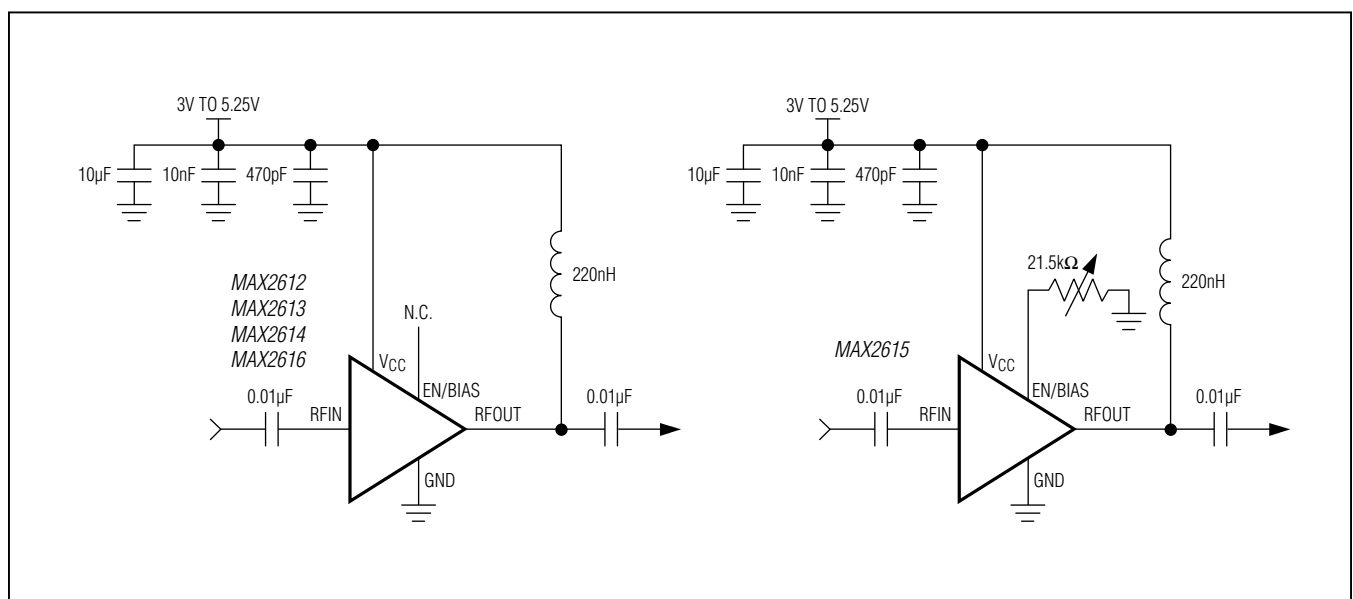 3V TO 5.25V
10µF
10nF
470pF
220nH
MAX2612
MAX2613
MAX2614
MAX2616
N.C.
VCC
EN/BIAS
0.01µF
RFIN
RFOUT
0.01µF
GND
3V TO 5.25V
10µF
10nF
470pF
21.5kΩ
220nH
MAX2615
VCC
EN/BIAS
0.01µF
RFIN
RFOUT
0.01µF
GND